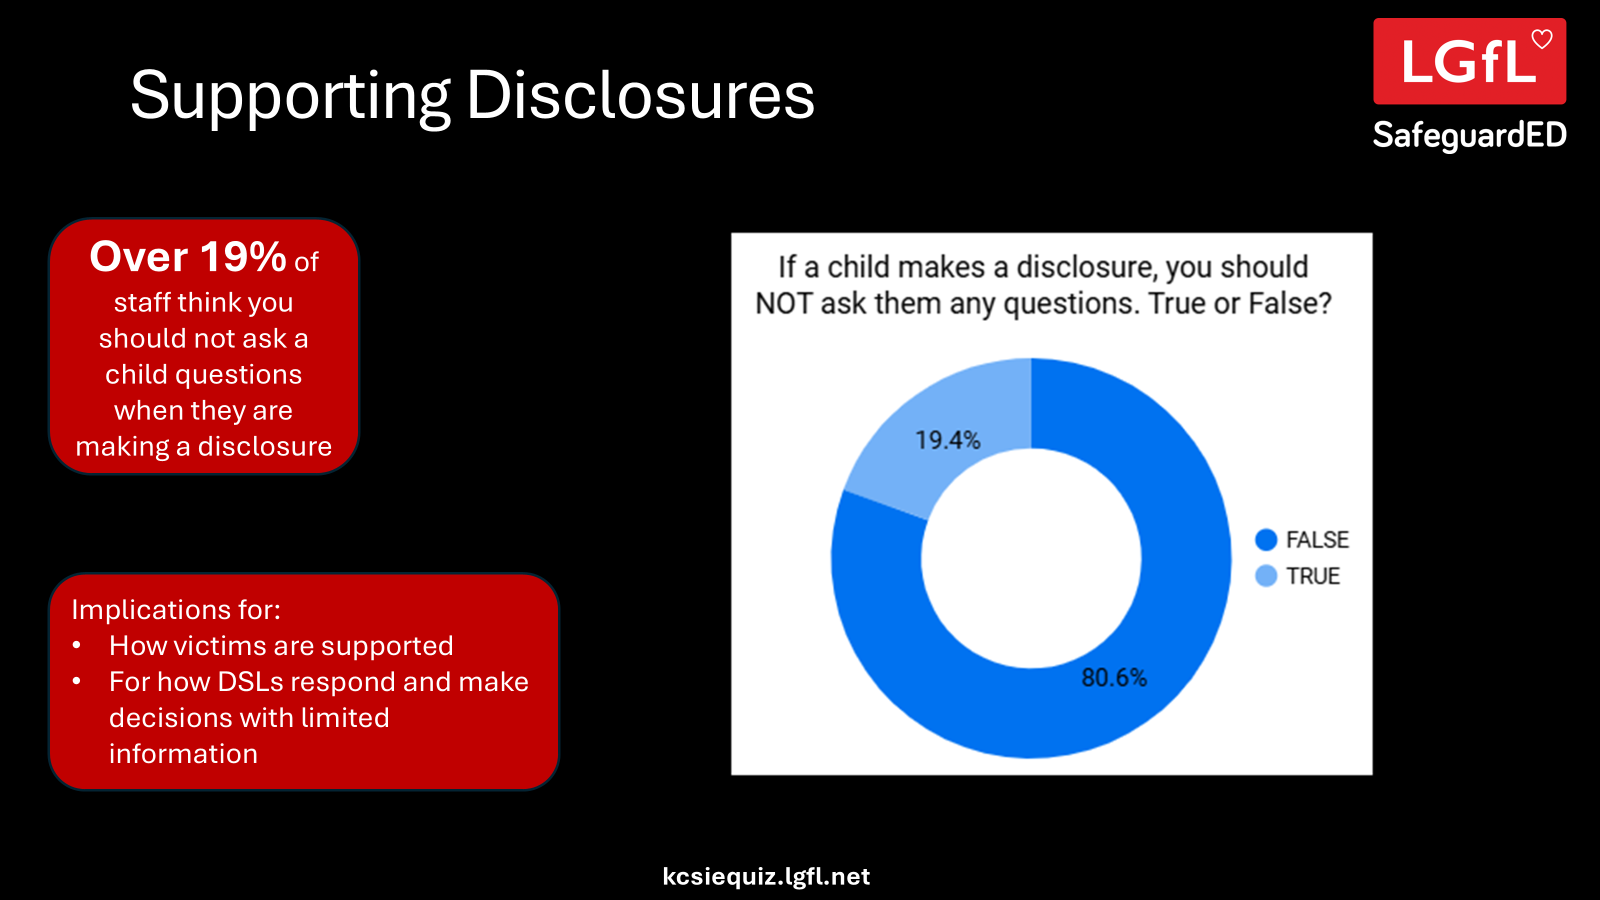 Supporting Disclosures
LGfL
SafeguardED
Over 19% of
staff think you
should not ask a
child questions
when they are
making a disclosure
Implications for:
• How victims are supported
• For how DSLs respond and make
decisions with limited
information
If a child makes a disclosure, you should
NOT ask them any questions. True or False?
19.4%
80.6%
FALSE
TRUE
kcsiequiz.lgfl.net